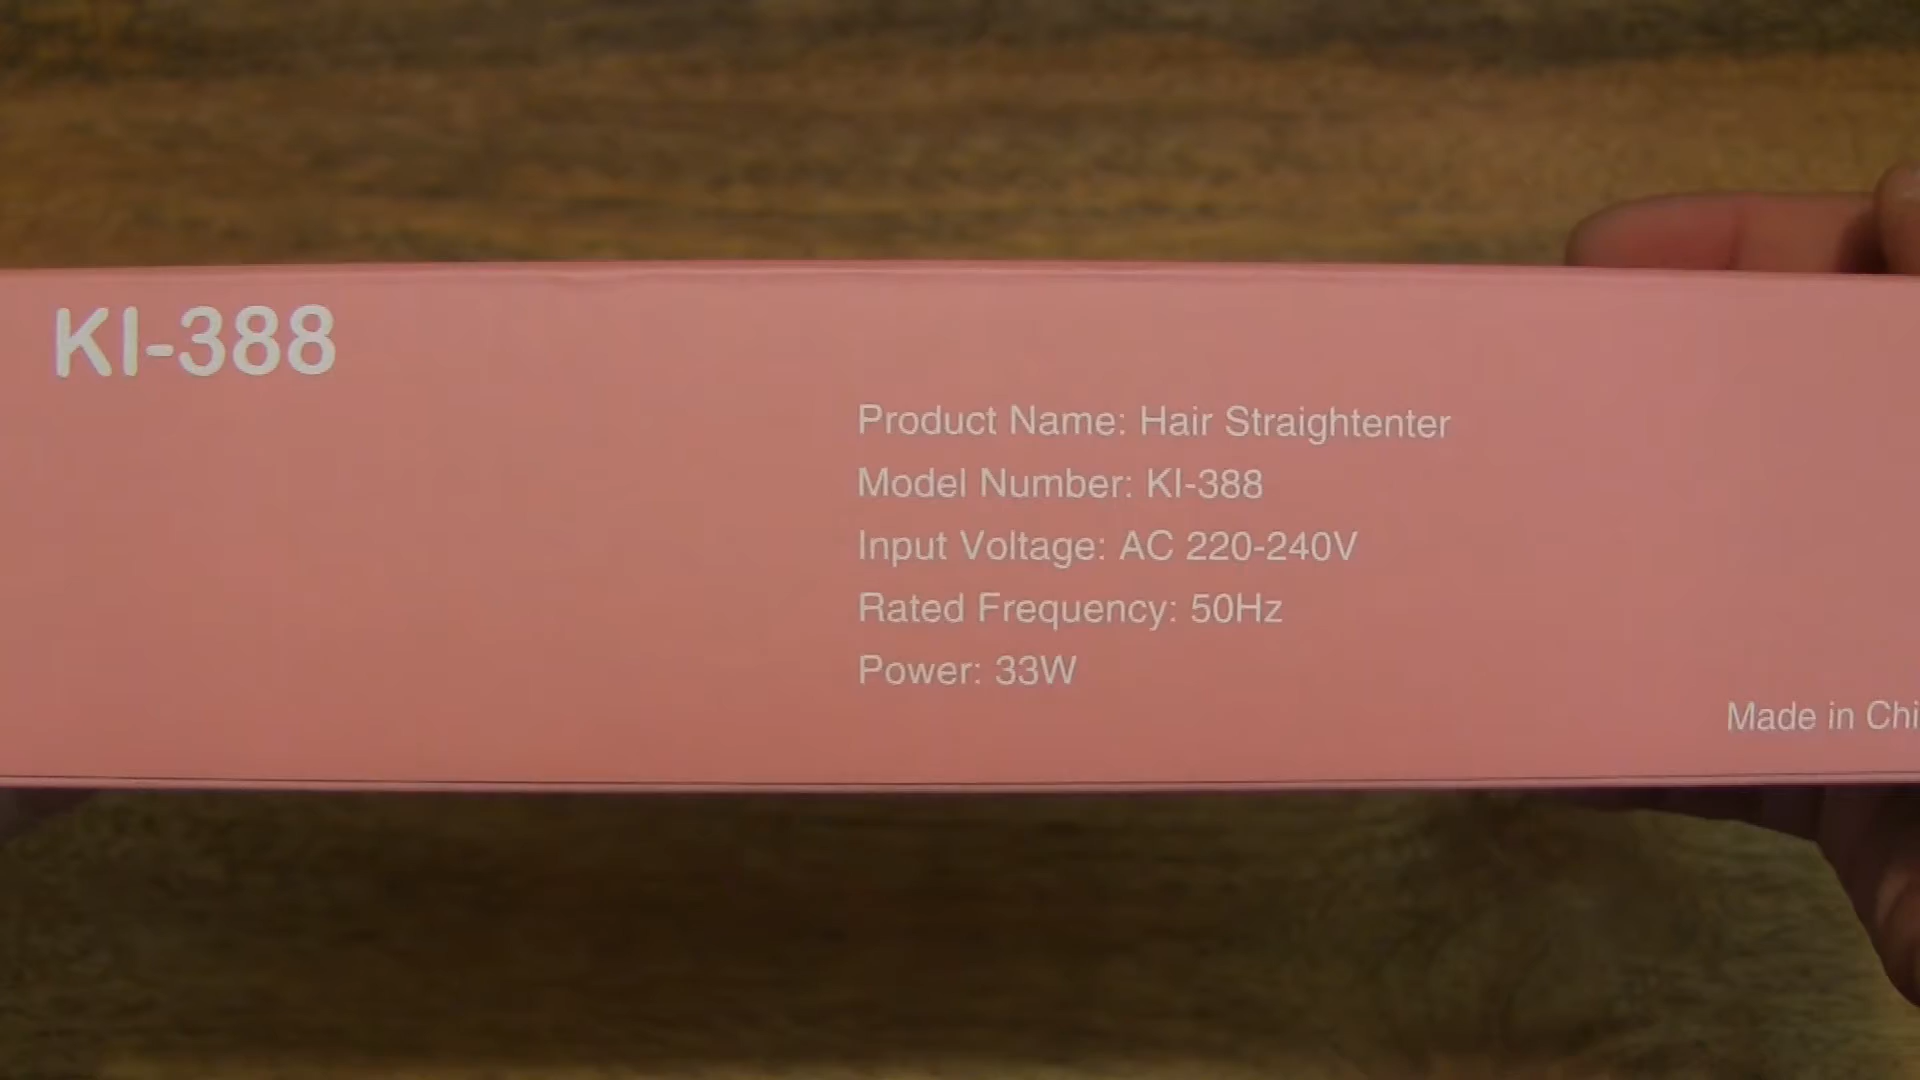 KI-388
Product Name: Hair Straightenter
Model Number: KI-388
Input Voltage: AC 220-240V
Rated Frequency: 50Hz
Power: 33W
Made in Chi